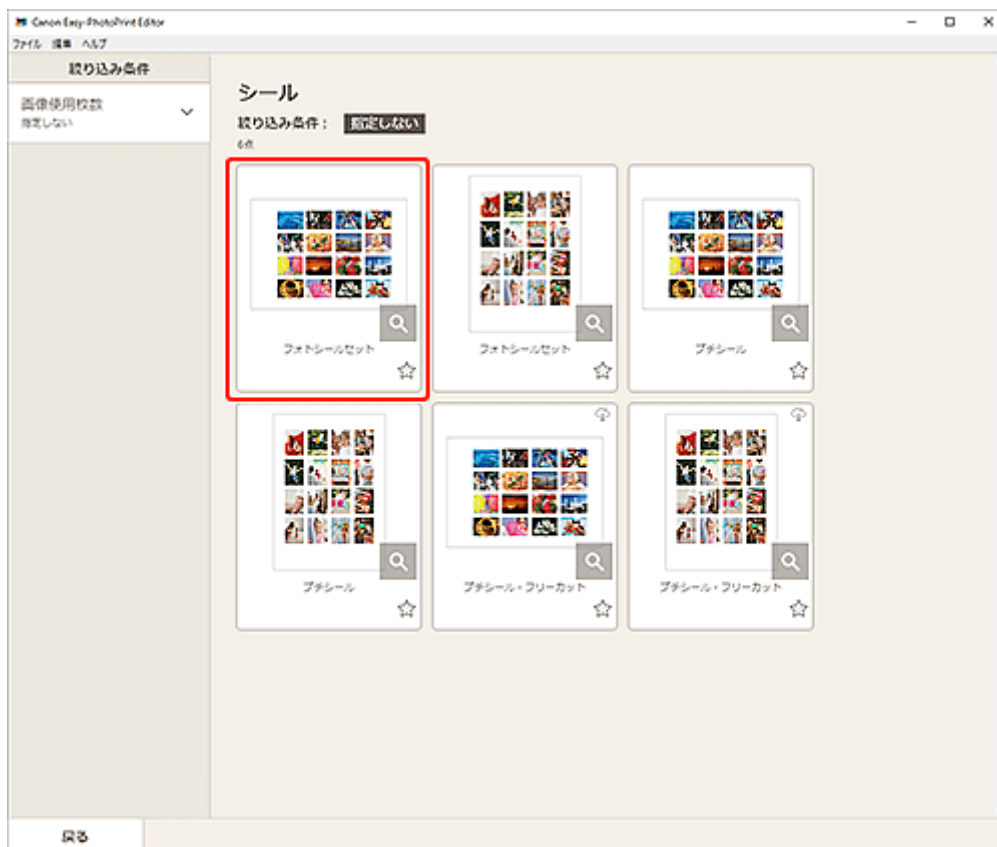 Canon Easy-PhotoPrint Editor
ファイル 編集 ヘルプ
絞り込み条件
画像使用枚数
指定しない
シール
絞り込み条件： 指定しない
6点
フォトシールセット
フォトシールセット
プチシール
プチシール
プチシール・フリーカット
プチシール・フリーカット
戻る